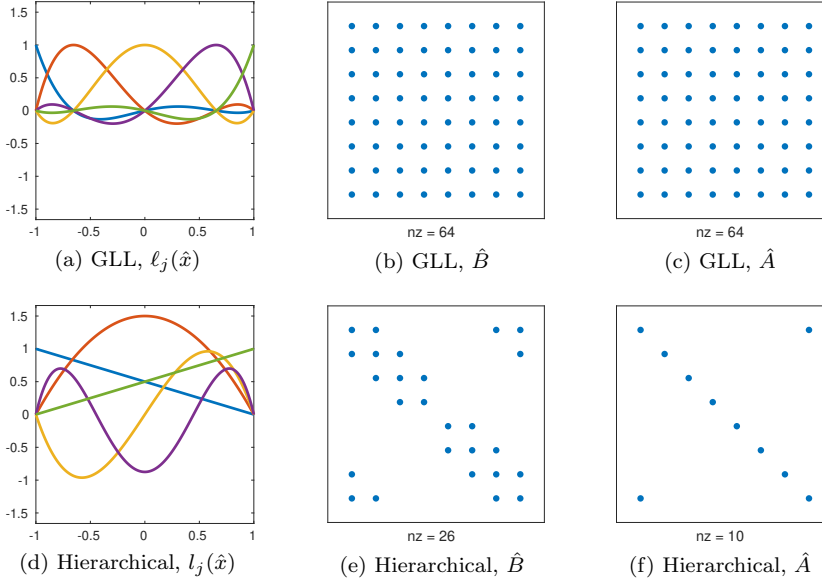 1.5
1
0.5
0
-0.5
-1
-1.5
-1 -0.5 0 0.5 1
nz = 64
nz = 64
(a) GLL, ℓj(x̂)
(b) GLL, B̂
(c) GLL, Â
1.5
1
0.5
0
-0.5
-1
-1.5
-1 -0.5 0 0.5 1
nz = 26
nz = 10
(d) Hierarchical, lj(x̂)
(e) Hierarchical, B̂
(f) Hierarchical, Â